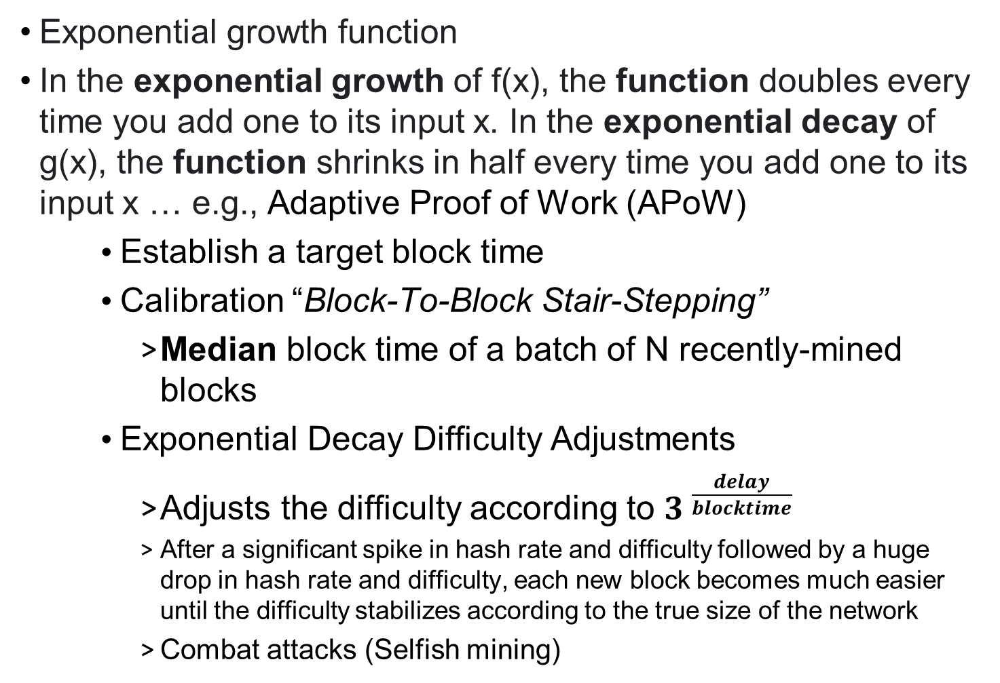 • Exponential growth function
• In the exponential growth of f(x), the function doubles every
time you add one to its input x. In the exponential decay of
g(x), the function shrinks in half every time you add one to its
input x … e.g., Adaptive Proof of Work (APoW)
• Establish a target block time
• Calibration “Block-To-Block Stair-Stepping”
> Median block time of a batch of N recently-mined
blocks
• Exponential Decay Difficulty Adjustments
> Adjusts the difficulty according to 3^(delay/blocktime)
> After a significant spike in hash rate and difficulty followed by a huge
drop in hash rate and difficulty, each new block becomes much easier
until the difficulty stabilizes according to the true size of the network
> Combat attacks (Selfish mining)